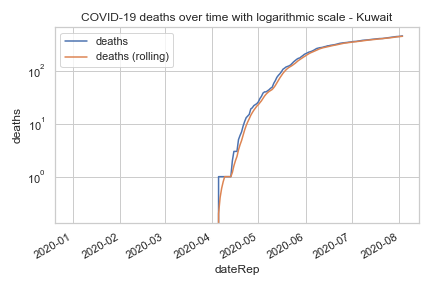 COVID-19 deaths over time with logarithmic scale - Kuwait
deaths
deaths (rolling)
10²
10¹
10⁰
deaths
2020-01
2020-02
2020-03
2020-04
2020-05
2020-06
2020-07
2020-08
dateRep